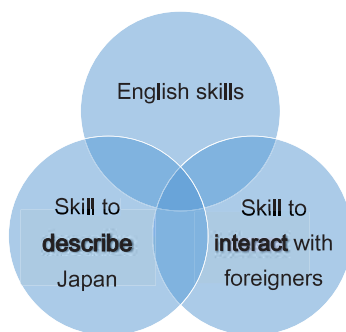 English skills
Skill to
describe
Japan
Skill to
interact with
foreigners